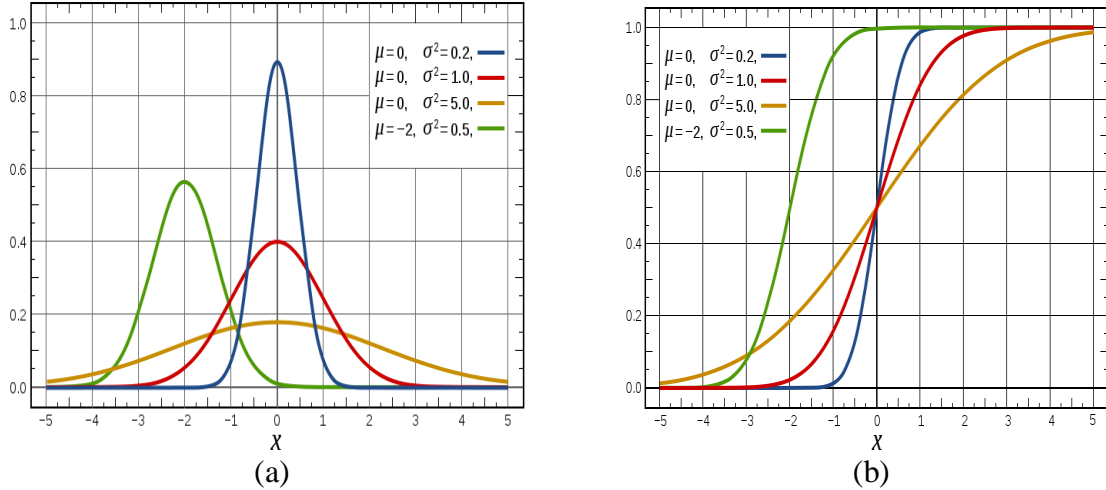 1.0
0.8
0.6
0.4
0.2
0.0
μ=0, σ²=0.2,
μ=0, σ²=1.0,
μ=0, σ²=5.0,
μ=−2, σ²=0.5,
−5 −4 −3 −2 −1 0 1 2 3 4 5
x
(a)
1.0
0.8
0.6
0.4
0.2
0.0
μ=0, σ²=0.2,
μ=0, σ²=1.0,
μ=0, σ²=5.0,
μ=−2, σ²=0.5,
−5 −4 −3 −2 −1 0 1 2 3 4 5
x
(b)